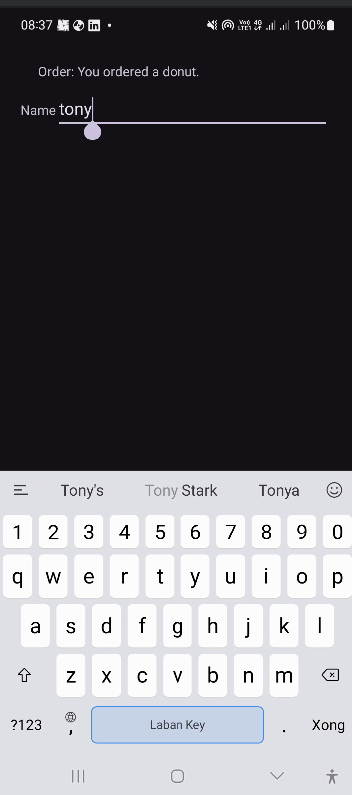 08:37 100%
Order: You ordered a donut.
Name tony
Tony's Tony Stark Tonya
1 2 3 4 5 6 7 8 9 0
q w e r t y u i o p
a s d f g h j k l
z x c v b n m
?123 , Laban Key . Xong